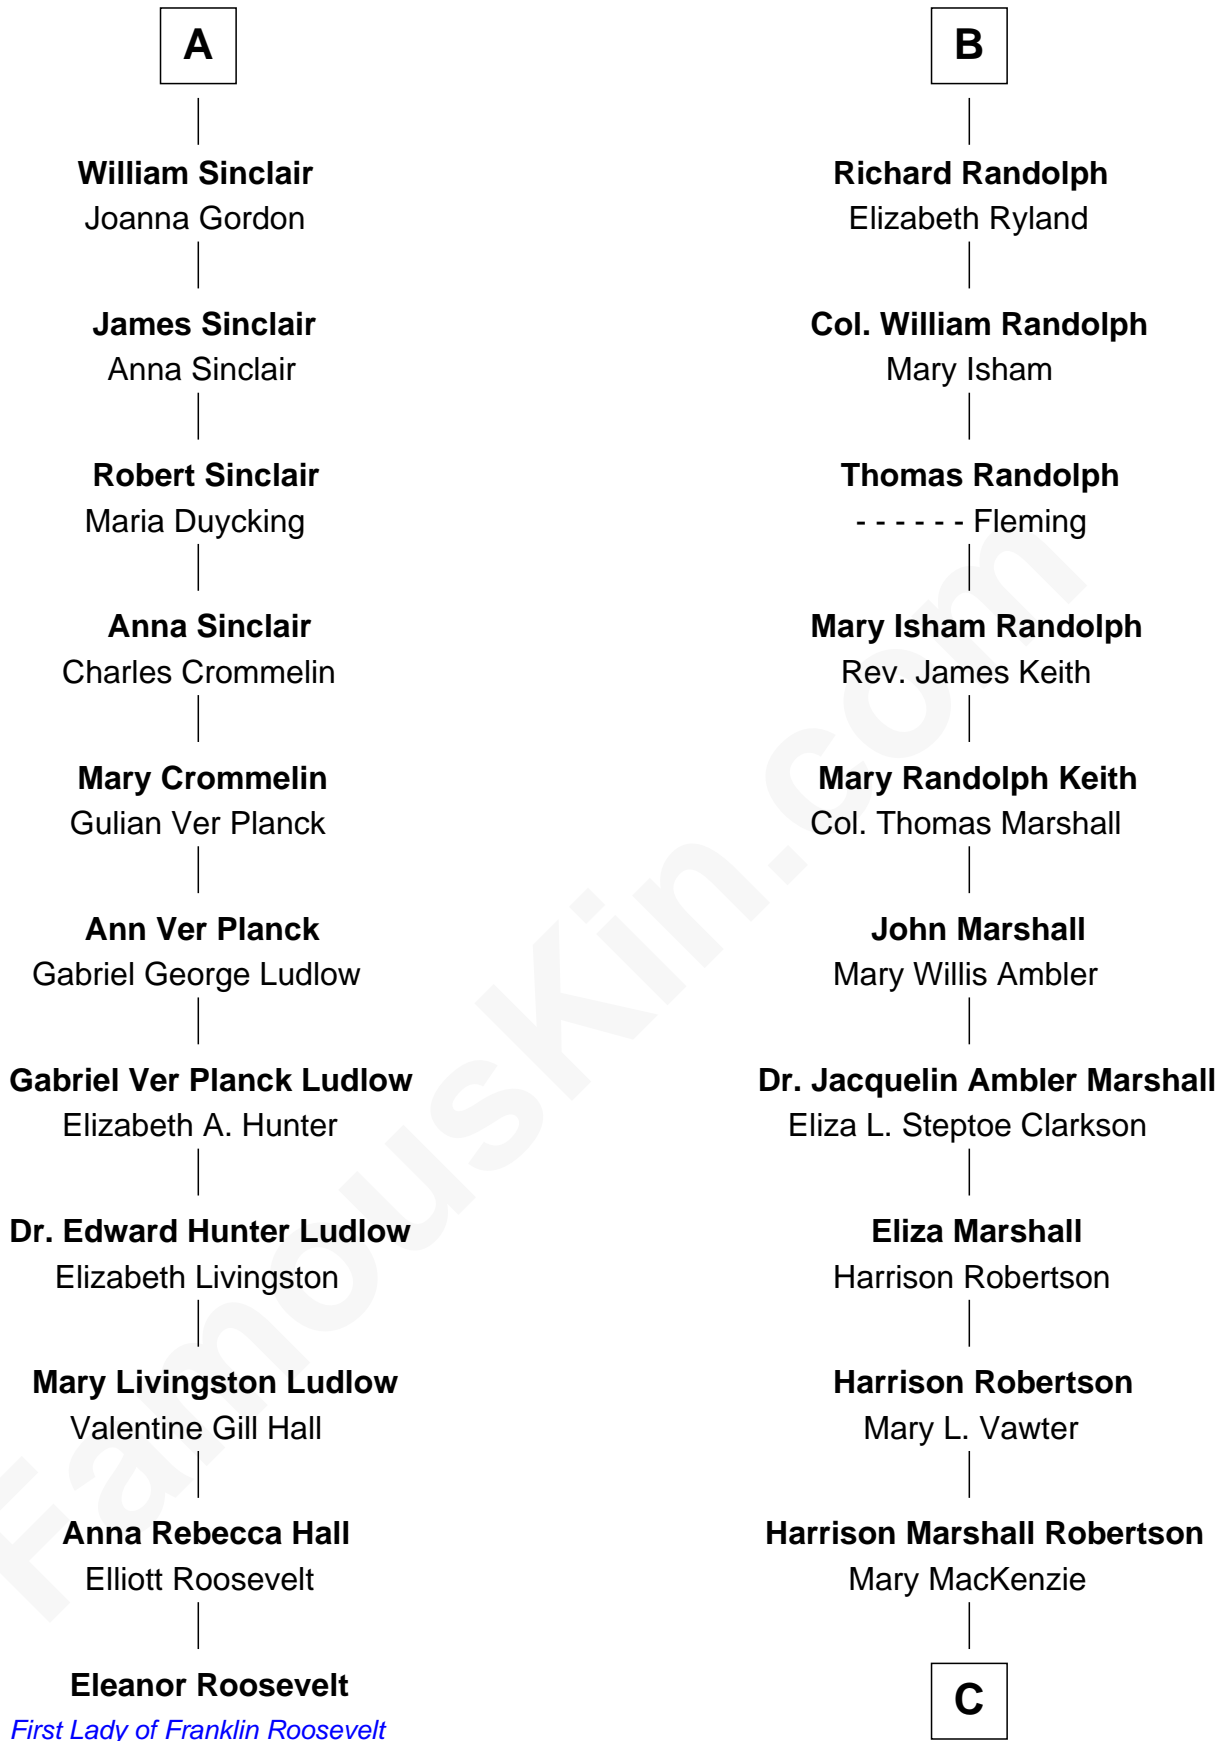 A
William Sinclair
Joanna Gordon
James Sinclair
Anna Sinclair
Robert Sinclair
Maria Duycking
Anna Sinclair
Charles Crommelin
Mary Crommelin
Gulian Ver Planck
Ann Ver Planck
Gabriel George Ludlow
Gabriel Ver Planck Ludlow
Elizabeth A. Hunter
Dr. Edward Hunter Ludlow
Elizabeth Livingston
Mary Livingston Ludlow
Valentine Gill Hall
Anna Rebecca Hall
Elliott Roosevelt
Eleanor Roosevelt
First Lady of Franklin Roosevelt
B
Richard Randolph
Elizabeth Ryland
Col. William Randolph
Mary Isham
Thomas Randolph
- - - - - - Fleming
Mary Isham Randolph
Rev. James Keith
Mary Randolph Keith
Col. Thomas Marshall
John Marshall
Mary Willis Ambler
Dr. Jacquelin Ambler Marshall
Eliza L. Steptoe Clarkson
Eliza Marshall
Harrison Robertson
Harrison Robertson
Mary L. Vawter
Harrison Marshall Robertson
Mary MacKenzie
C
FamousKin.com